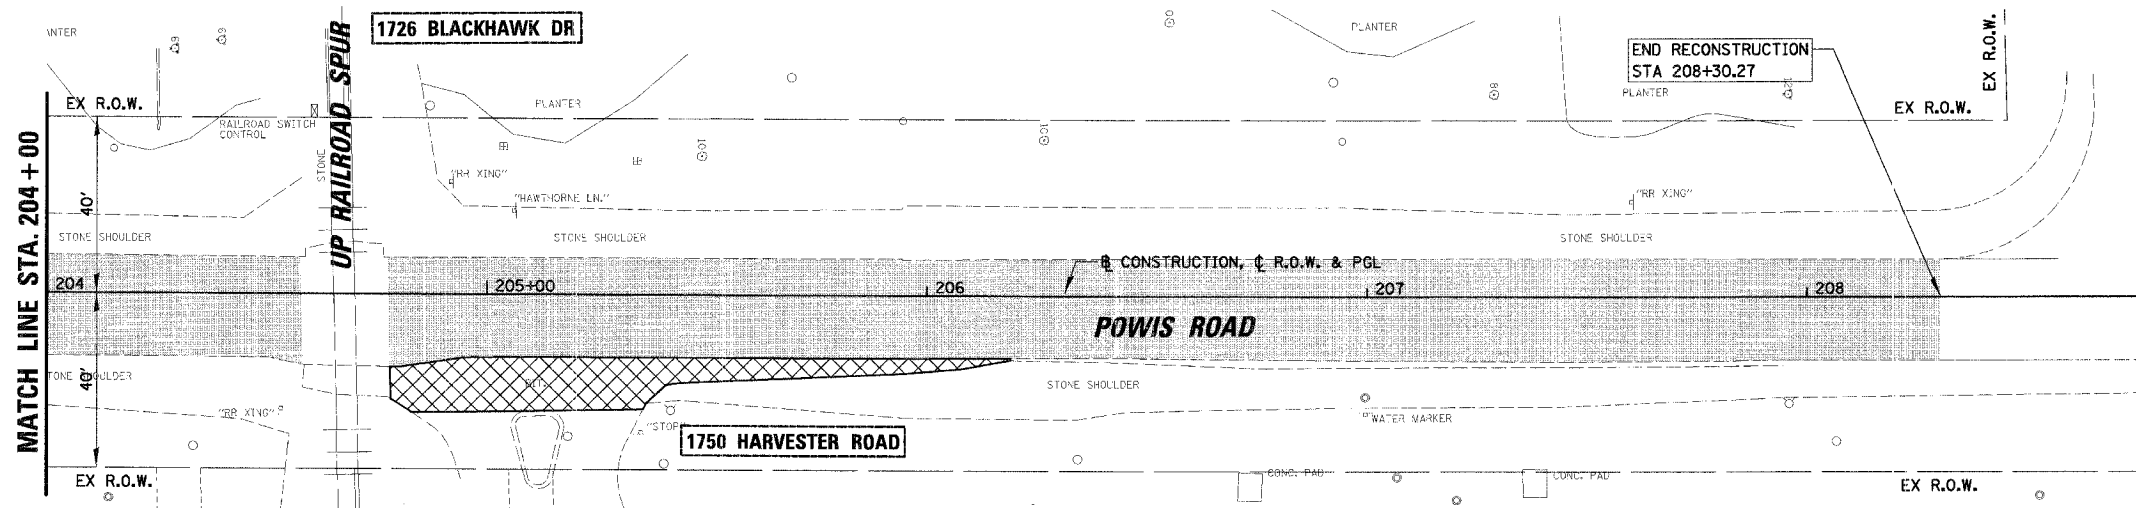 1726 BLACKHAWK DR
UP RAILROAD SPUR
PLANTER
END RECONSTRUCTION
STA 208+30.27
EX R.O.W.
EX R.O.W.
RAILROAD SWITCH
CONTROL
PLANTER
PLANTER
EX R.O.W.
MATCH LINE STA. 204+00
40'
STONE
"RR XING"
"HAWTHORNE LN."
"RR XING"
STONE SHOULDER
STONE SHOULDER
STONE SHOULDER
CONSTRUCTION, ℄ R.O.W. & PGL
204
205+00
206
207
208
POWIS ROAD
40'
BIT.
STONE SHOULDER
"RR XING"
"STOP"
"WATER MARKER
1750 HARVESTER ROAD
EX R.O.W.
CONC. PAD
CONC. PAD
EX R.O.W.